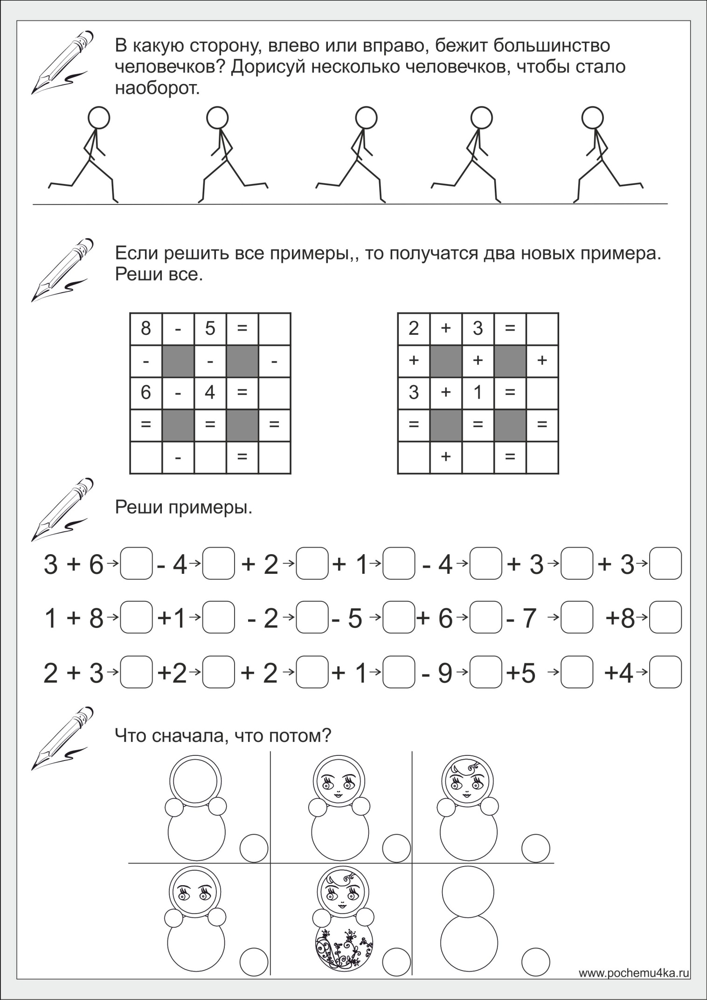 В какую сторону, влево или вправо, бежит большинство
человечков? Дорисуй несколько человечков, чтобы стало
наоборот.
Если решить все примеры,, то получатся два новых примера.
Реши все.
8 - 5 =
- - -
6 - 4 =
= = =
- =
2 + 3 =
+ + +
3 + 1 =
= = =
+ =
Реши примеры.
3 + 6 → - 4 → + 2 → + 1 → - 4 → + 3 → + 3 →
1 + 8 → +1 → - 2 → - 5 → + 6 → - 7 → +8 →
2 + 3 → +2 → + 2 → + 1 → - 9 → +5 → +4 →
Что сначала, что потом?
www.pochemu4ka.ru